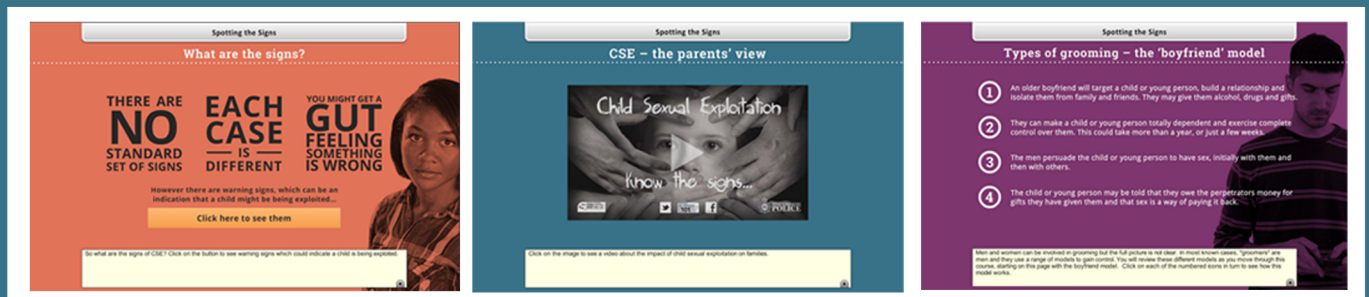 Spotting the Signs
What are the signs?
THERE ARE
NO
STANDARD
SET OF SIGNS
EACH
CASE
IS
DIFFERENT
YOU MIGHT GET A
GUT
FEELING
SOMETHING
IS WRONG
However there are warning signs, which can be an
indication that a child might be being exploited...
Click here to see them
So what are the signs of CSE? Click on the button to see warning signs which could indicate a child is being exploited.
Spotting the Signs
CSE – the parents' view
Child Sexual Exploitation
Know the signs...
POLICE
Click on the image to see a video about the impact of child sexual exploitation on families.
Spotting the Signs
Types of grooming – the 'boyfriend' model
1 An older boyfriend will target a child or young person, build a relationship and
isolate them from family and friends. They may give them alcohol, drugs and gifts.
2 They can make a child or young person totally dependent and exercise complete
control over them. This could take more than a year, or just a few weeks.
3 The men persuade the child or young person to have sex, initially with them and
then with others.
4 The child or young person may be told that they owe the perpetrators money for
gifts they have given them and that sex is a way of paying it back.
Men and women can be involved in grooming but the full picture is not clear. In most known cases, "groomers" are
men and they use a range of models to gain control. You will review these different models as you move through this
course, starting on this page with the boyfriend model. Click on each of the numbered icons in turn to see how this
model works.